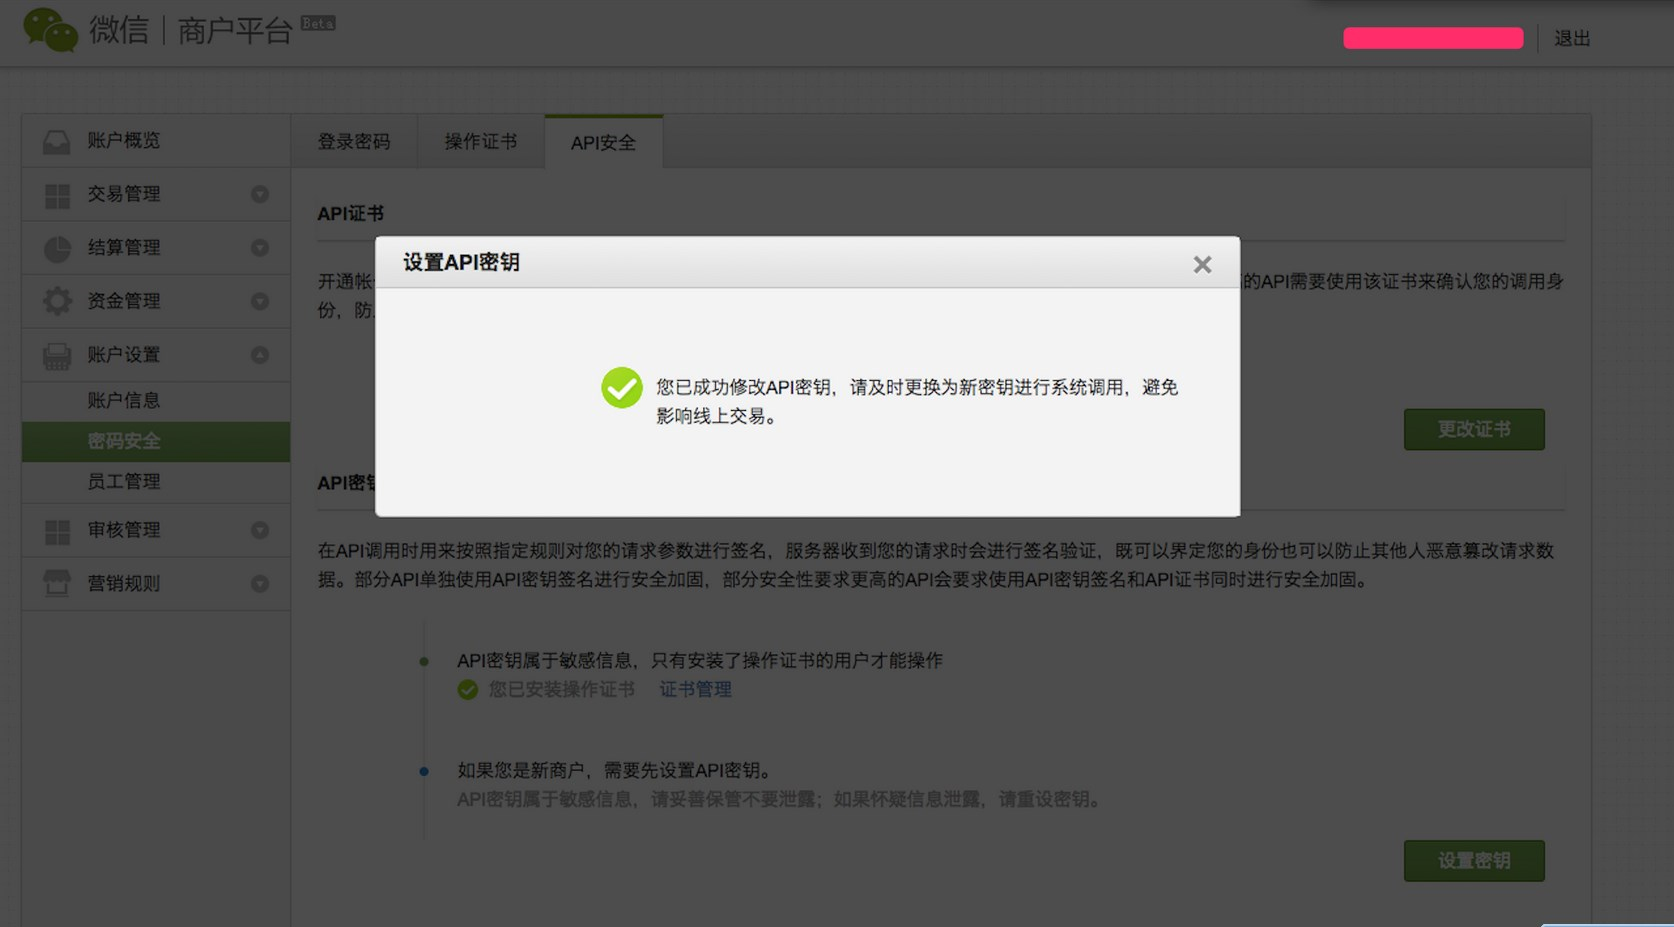 微信 | 商户平台 Beta
退出
账户概览
交易管理
结算管理
资金管理
账户设置
账户信息
密码安全
员工管理
审核管理
营销规则
登录密码
操作证书
API安全
API证书
开通帐
的API需要使用该证书来确认您的调用身
份，防
设置API密钥
您已成功修改API密钥，请及时更换为新密钥进行系统调用，避免
影响线上交易。
更改证书
API密
在API调用时用来按照指定规则对您的请求参数进行签名，服务器收到您的请求时会进行签名验证，既可以界定您的身份也可以防止其他人恶意篡改请求数
据。部分API单独使用API密钥签名进行安全加固，部分安全性要求更高的API会要求使用API密钥签名和API证书同时进行安全加固。
API密钥属于敏感信息，只有安装了操作证书的用户才能操作
您已安装操作证书 证书管理
如果您是新商户，需要先设置API密钥。
API密钥属于敏感信息，请妥善保管不要泄露；如果怀疑信息泄露，请重设密钥。
设置密钥